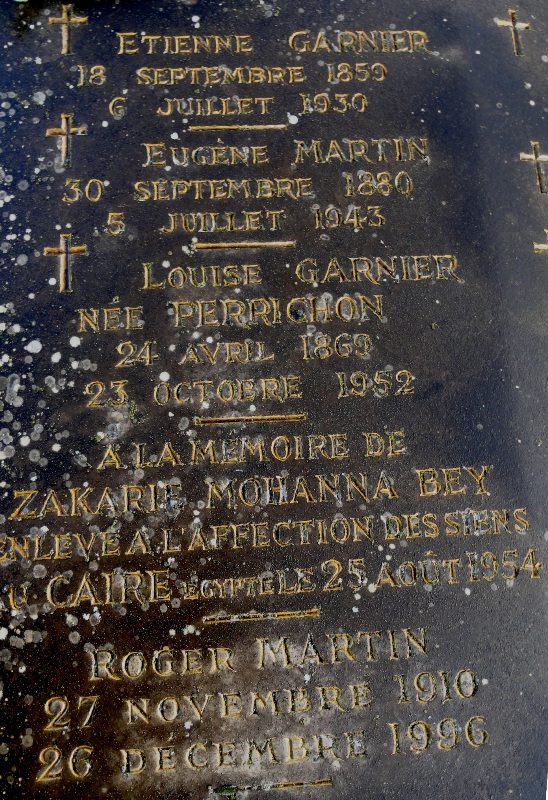 ETIENNE GARNIER
18 SEPTEMBRE 1859
6 JUILLET 1930
EUGÈNE MARTIN
30 SEPTEMBRE 1880
5 JUILLET 1943
LOUISE GARNIER
NÉE PERRICHON
24 AVRIL 1869
23 OCTOBRE 1952
A LA MÉMOIRE DE
ZAKARIE MOHANNA BEY
ENLEVÉ A L'AFFECTION DES SIENS
AU CAIRE EGYPTE LE 25 AOÛT 1954
ROGER MARTIN
27 NOVEMBRE 1910
26 DÉCEMBRE 1996